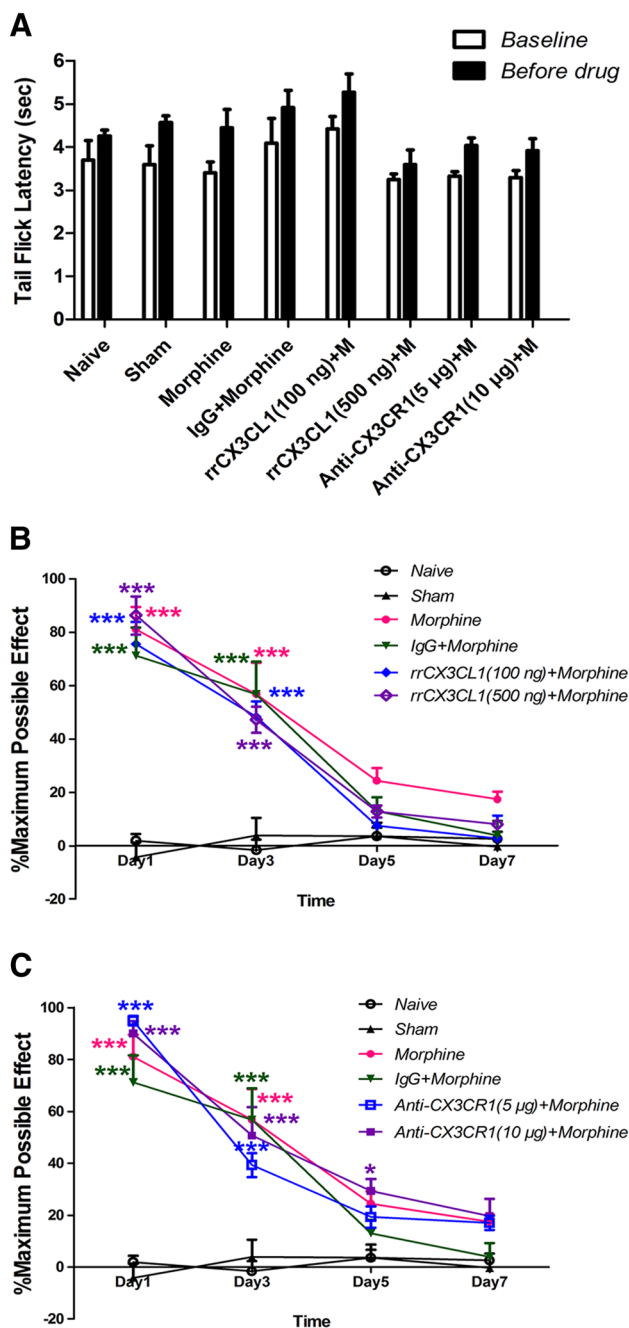 A
Baseline
Before drug
Tail Flick Latency (sec)
6
5
4
3
2
1
0
Naive
Sham
Morphine
IgG+Morphine
rrCX3CL1(100 ng)+M
rrCX3CL1(500 ng)+M
Anti-CX3CR1(5 µg)+M
Anti-CX3CR1(10 µg)+M
B
%Maximum Possible Effect
100
80
60
40
20
0
-20
Naive
Sham
Morphine
IgG+Morphine
rrCX3CL1(100 ng)+Morphine
rrCX3CL1(500 ng)+Morphine
***
*** ***
***
*** ***
***
***
Day1 Day3 Day5 Day7
Time
C
%Maximum Possible Effect
100
80
60
40
20
0
-20
Naive
Sham
Morphine
IgG+Morphine
Anti-CX3CR1(5 µg)+Morphine
Anti-CX3CR1(10 µg)+Morphine
***
***
***
***
***
***
***
***
*
Day1 Day3 Day5 Day7
Time